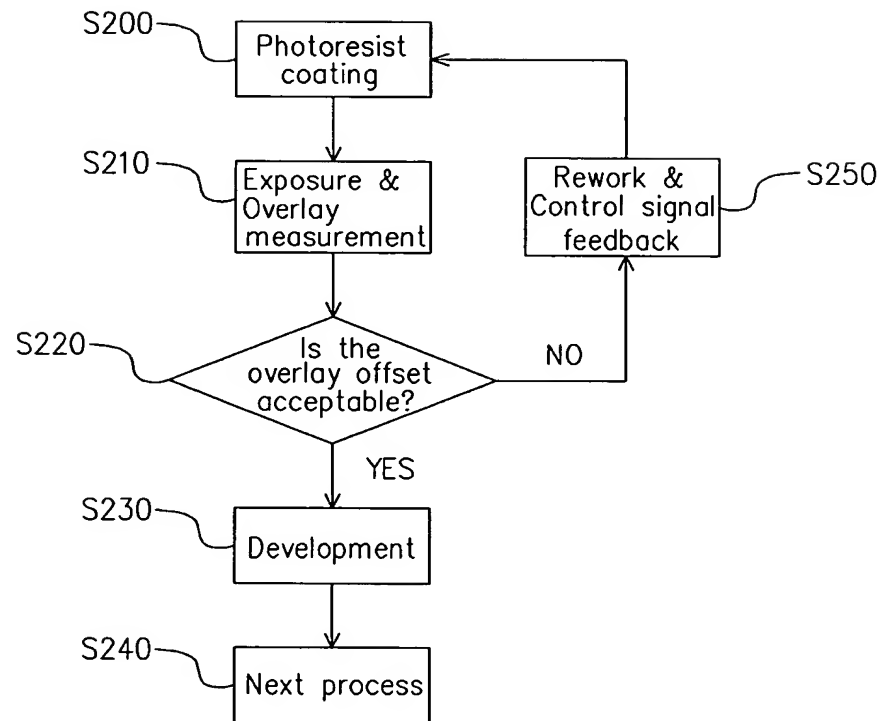 S200
Photoresist
coating
S210
Exposure &
Overlay
measurement
Rework &
Control signal
feedback
S250
S220
Is the
overlay offset
acceptable?
NO
YES
S230
Development
S240
Next process